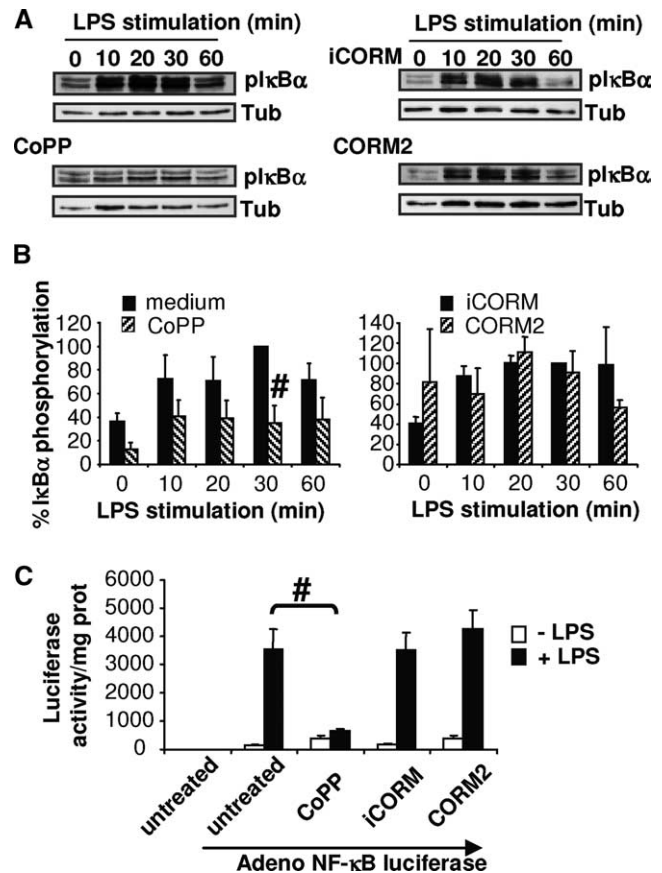 A
LPS stimulation (min)
0 10 20 30 60
pIκBα
Tub
CoPP
pIκBα
Tub
LPS stimulation (min)
iCORM 0 10 20 30 60
pIκBα
Tub
CORM2
pIκBα
Tub
B
% IκBα phosphorylation
medium
CoPP
120
100
80
60
40
20
0
#
0 10 20 30 60
LPS stimulation (min)
iCORM
CORM2
140
120
100
80
60
40
20
0
0 10 20 30 60
LPS stimulation (min)
C
Luciferase
activity/mg prot
6000
5000
4000
3000
2000
1000
0
#
- LPS
+ LPS
untreated
untreated
CoPP
iCORM
CORM2
Adeno NF-κB luciferase